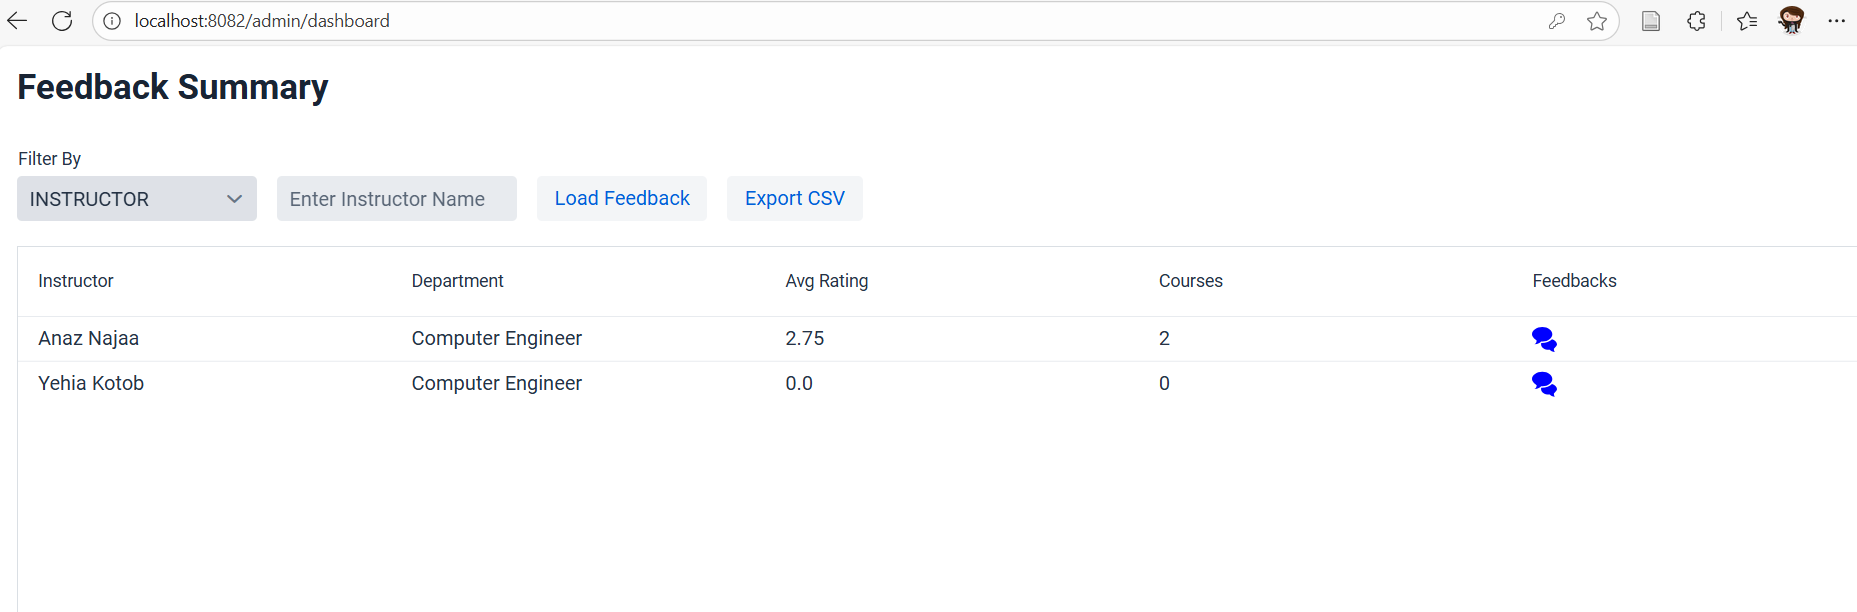 localhost:8082/admin/dashboard
Feedback Summary
Filter By
INSTRUCTOR Enter Instructor Name Load Feedback Export CSV
Instructor Department Avg Rating Courses Feedbacks
Anaz Najaa Computer Engineer 2.75 2
Yehia Kotob Computer Engineer 0.0 0